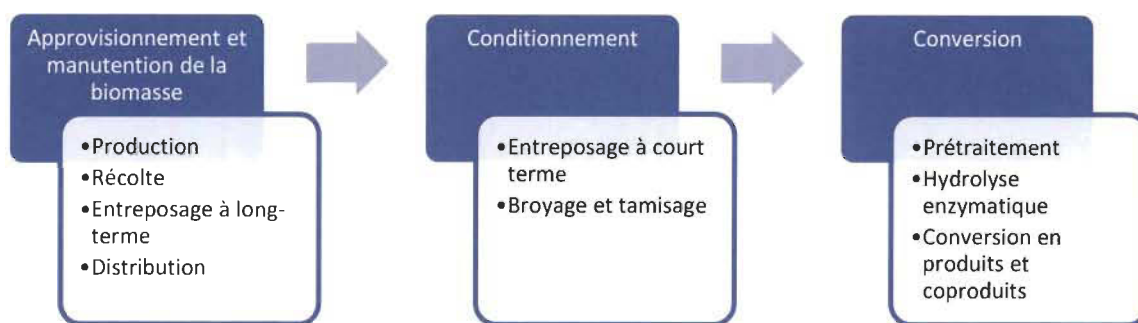 Approvisionnement et
manutention de la
biomasse
•Production
•Récolte
•Entreposage à long-
terme
•Distribution
Conditionnement
•Entreposage à court
terme
•Broyage et tamisage
Conversion
•Prétraitement
•Hydrolyse
enzymatique
•Conversion en
produits et
coproduits